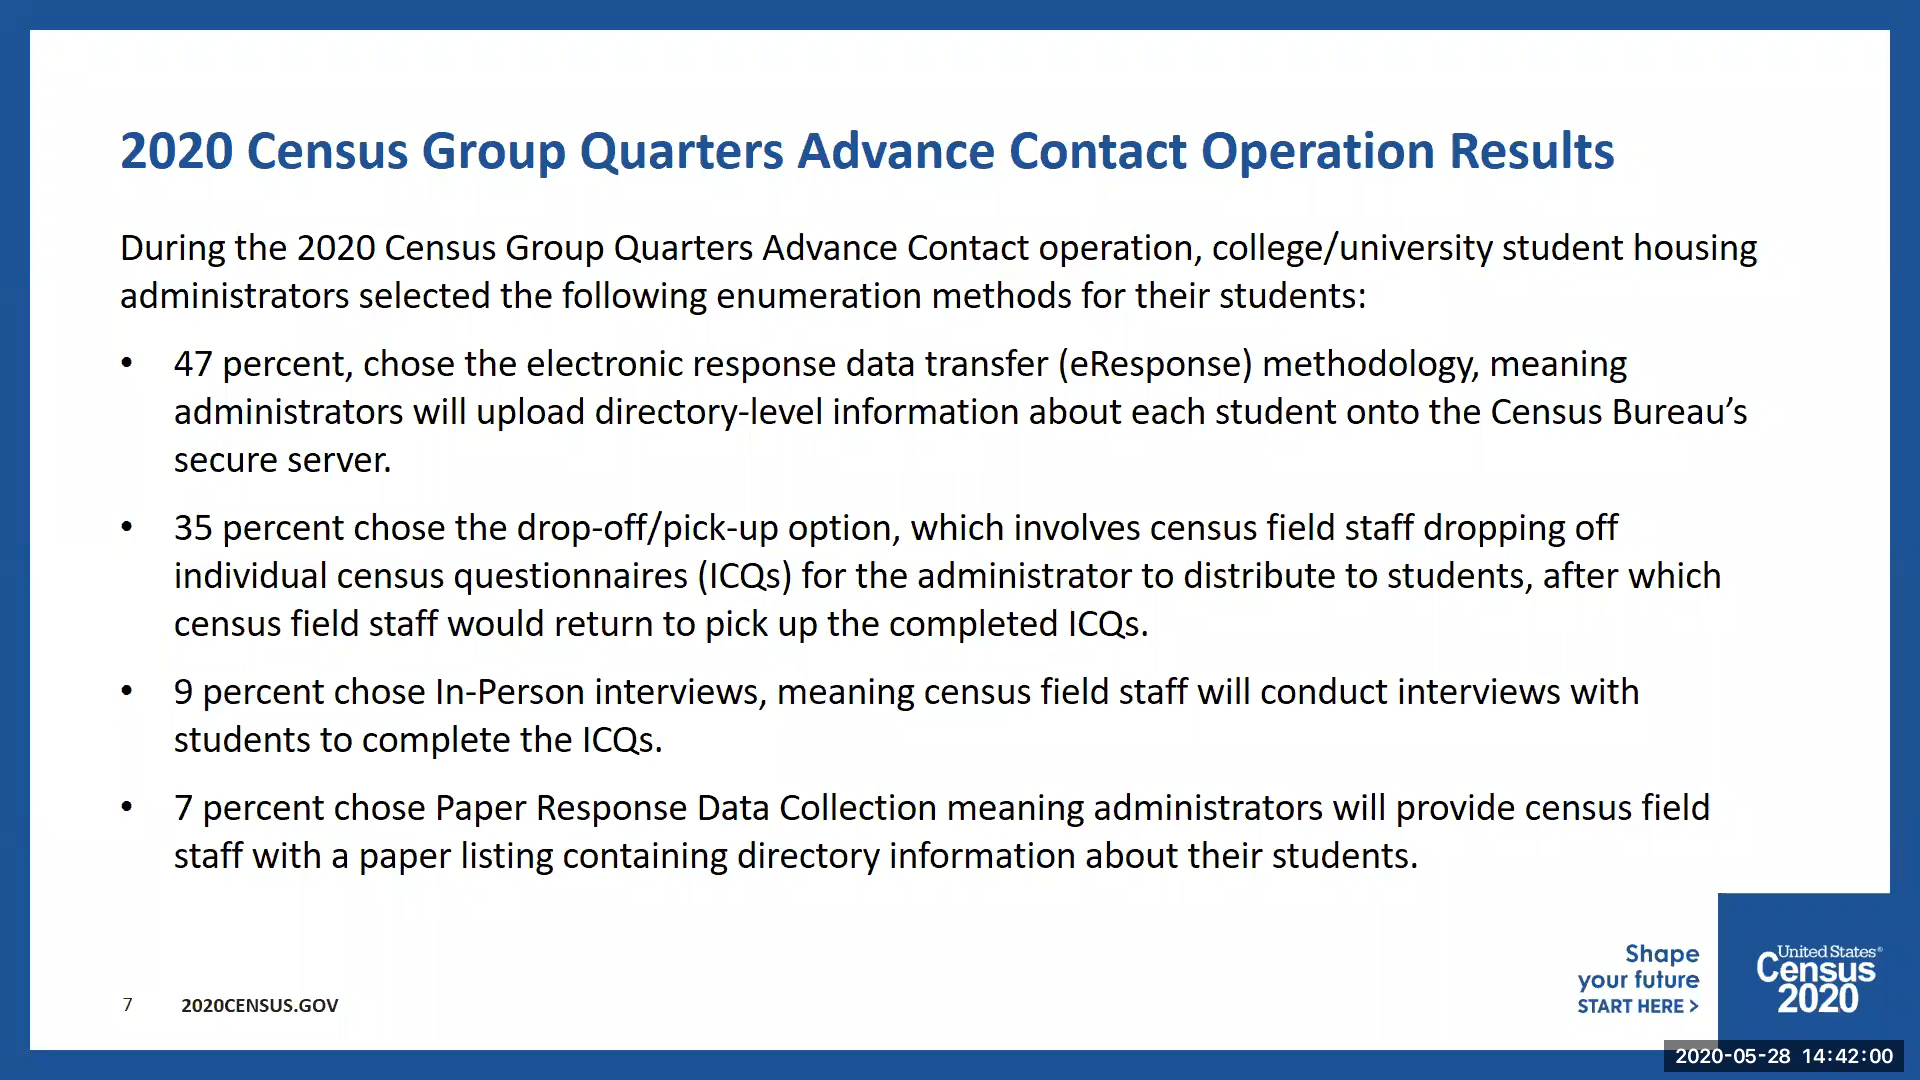 2020 Census Group Quarters Advance Contact Operation Results
During the 2020 Census Group Quarters Advance Contact operation, college/university student housing
administrators selected the following enumeration methods for their students:
• 47 percent, chose the electronic response data transfer (eResponse) methodology, meaning
administrators will upload directory-level information about each student onto the Census Bureau’s
secure server.
• 35 percent chose the drop-off/pick-up option, which involves census field staff dropping off
individual census questionnaires (ICQs) for the administrator to distribute to students, after which
census field staff would return to pick up the completed ICQs.
• 9 percent chose In-Person interviews, meaning census field staff will conduct interviews with
students to complete the ICQs.
• 7 percent chose Paper Response Data Collection meaning administrators will provide census field
staff with a paper listing containing directory information about their students.
7 2020CENSUS.GOV
Shape
your future
START HERE >
United States®
Census
2020
2020-05-28 14:42:00